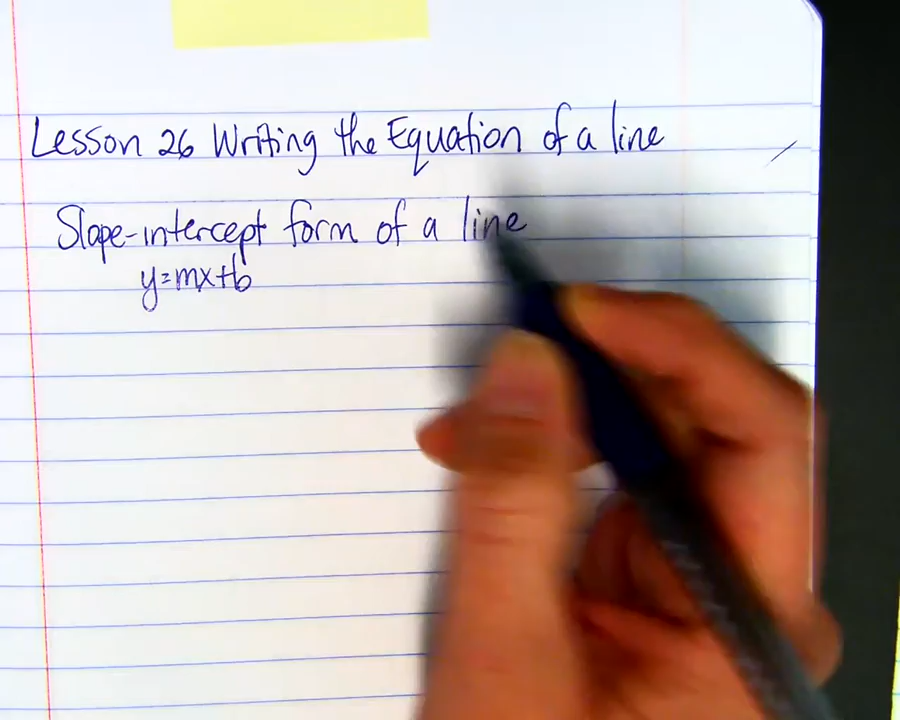 Lesson 26 Writing the Equation of a line
Slope-intercept form of a line
y=mx+b